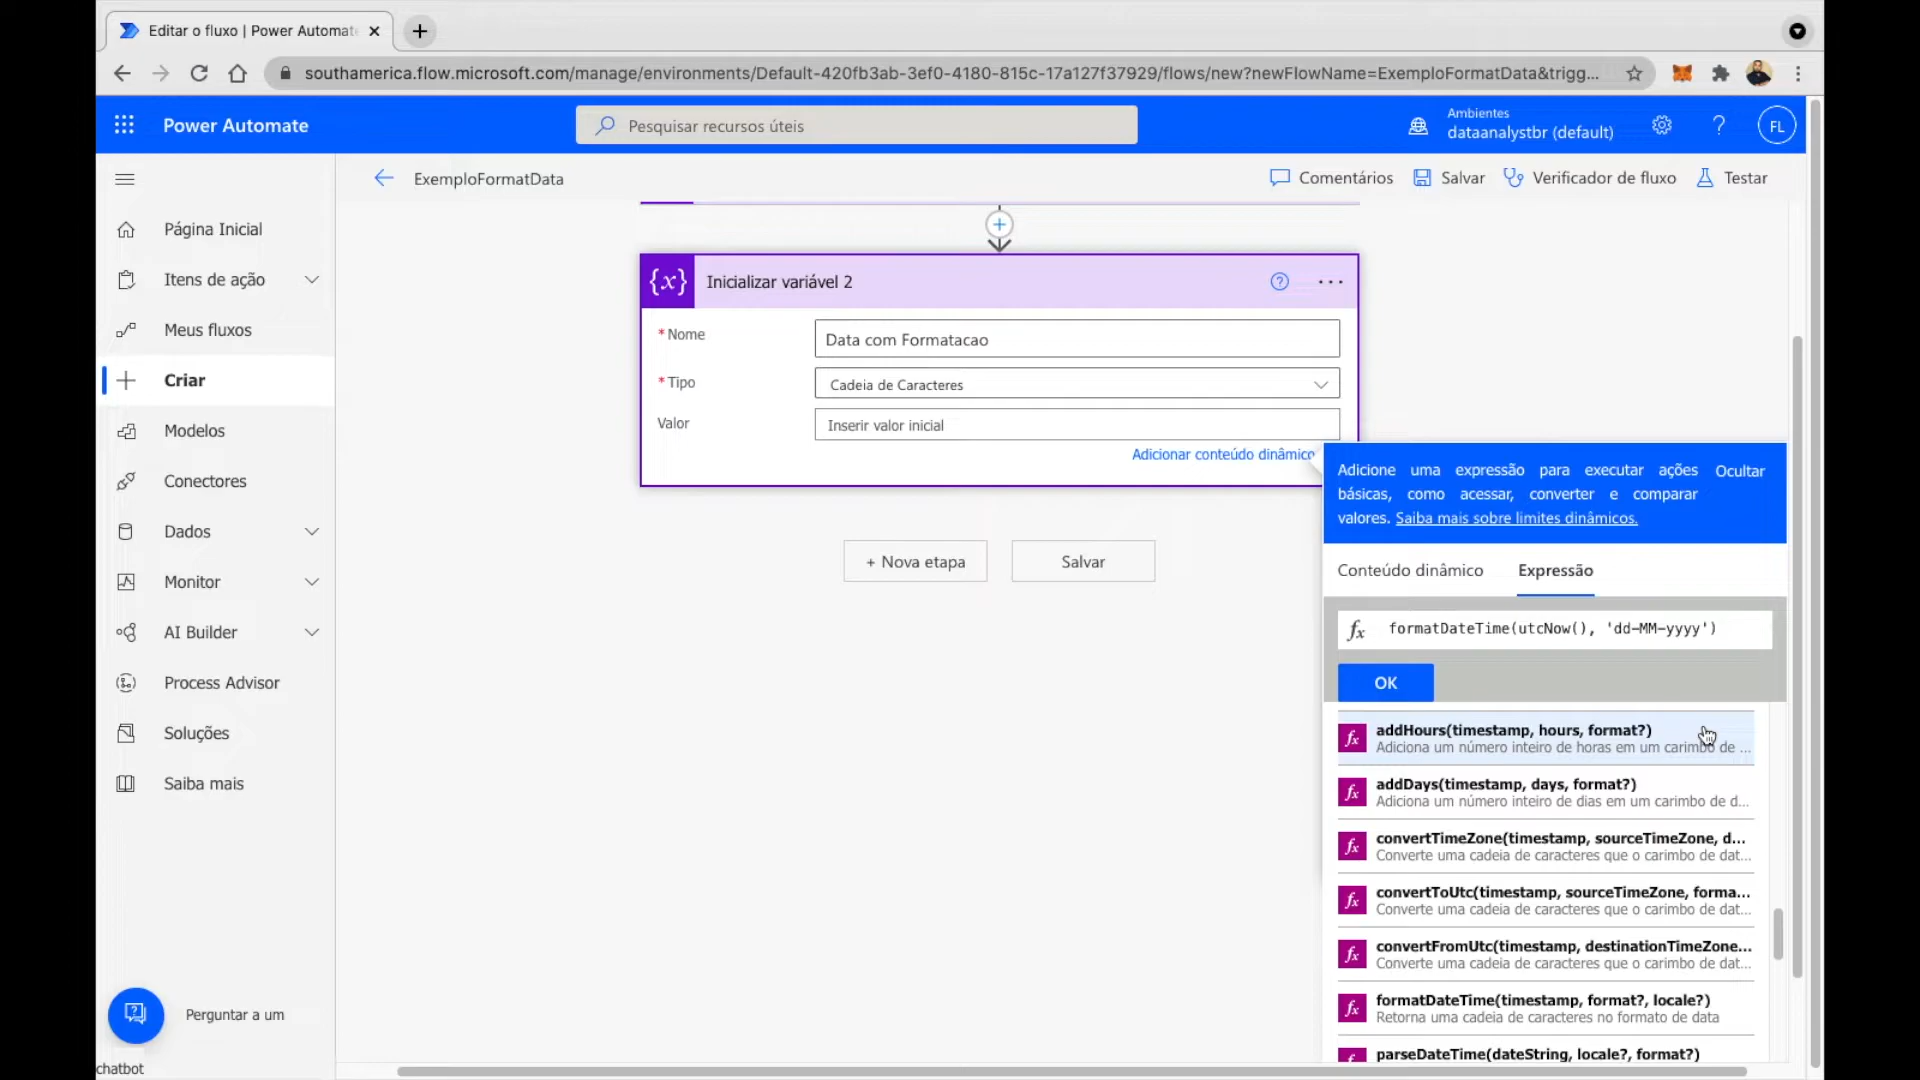 Editar o fluxo | Power Automat
southamerica.flow.microsoft.com/manage/environments/Default-420fb3ab-3ef0-4180-815c-17a127f37929/flows/new?newFlowName=ExemploFormatData&trigg...
Power Automate
Pesquisar recursos úteis
Ambientes
dataanalystbr (default)
?
FL
ExemploFormatData
Comentários
Salvar
Verificador de fluxo
Testar
Página Inicial
Itens de ação
Meus fluxos
Criar
Modelos
Conectores
Dados
Monitor
AI Builder
Process Advisor
Soluções
Saiba mais
Perguntar a um
chatbot
{x} Inicializar variável 2
* Nome
Data com Formatacao
* Tipo
Cadeia de Caracteres
Valor
Inserir valor inicial
Adicionar conteúdo dinâmico
+ Nova etapa
Salvar
Adicione uma expressão para executar ações
básicas, como acessar, converter e comparar
valores. Saiba mais sobre limites dinâmicos.
Ocultar
Conteúdo dinâmico
Expressão
fx formatDateTime(utcNow(), 'dd-MM-yyyy')
OK
fx addHours(timestamp, hours, format?)
Adiciona um número inteiro de horas em um carimbo de ...
fx addDays(timestamp, days, format?)
Adiciona um número inteiro de dias em um carimbo de d...
fx convertTimeZone(timestamp, sourceTimeZone, d...
Converte uma cadeia de caracteres que o carimbo de dat...
fx convertToUtc(timestamp, sourceTimeZone, forma...
Converte uma cadeia de caracteres que o carimbo de dat...
fx convertFromUtc(timestamp, destinationTimeZone...
Converte uma cadeia de caracteres que o carimbo de dat...
fx formatDateTime(timestamp, format?, locale?)
Retorna uma cadeia de caracteres no formato de data
fx parseDateTime(dateString, locale?, format?)